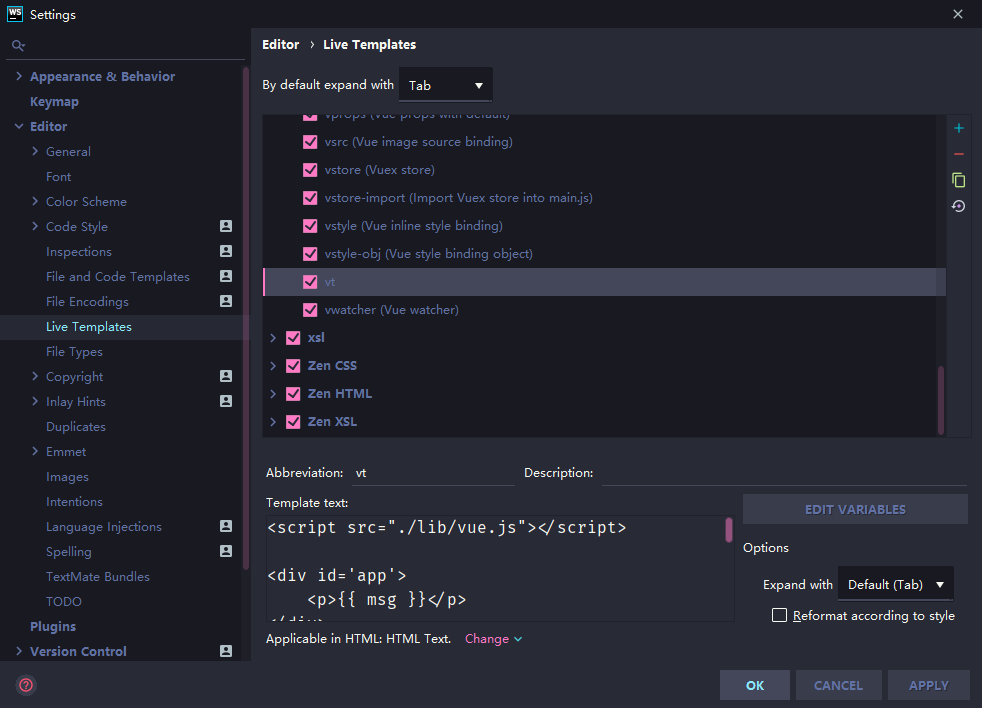 WS Settings
Appearance & Behavior
Keymap
Editor
General
Font
Color Scheme
Code Style
Inspections
File and Code Templates
File Encodings
Live Templates
File Types
Copyright
Inlay Hints
Duplicates
Emmet
Images
Intentions
Language Injections
Spelling
TextMate Bundles
TODO
Plugins
Version Control
Editor › Live Templates
By default expand with Tab
vprops (Vue props with default)
vsrc (Vue image source binding)
vstore (Vuex store)
vstore-import (Import Vuex store into main.js)
vstyle (Vue inline style binding)
vstyle-obj (Vue style binding object)
vt
vwatcher (Vue watcher)
xsl
Zen CSS
Zen HTML
Zen XSL
Abbreviation: vt Description:
Template text:
<script src="./lib/vue.js"></script>
<div id='app'>
<p>{{ msg }}</p>
</div>
Applicable in HTML: HTML Text. Change
EDIT VARIABLES
Options
Expand with Default (Tab)
Reformat according to style
? OK CANCEL APPLY